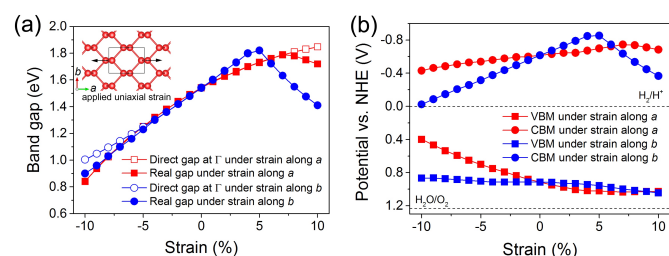 (a)
Band gap (eV)
2.0
1.8
1.6
1.4
1.2
1.0
0.8
0.6
b
a
applied uniaxial strain
Direct gap at Γ under strain along a
Real gap under strain along a
Direct gap at Γ under strain along b
Real gap under strain along b
-10 -5 0 5 10
Strain (%)
(b)
Potential vs. NHE (V)
-0.8
-0.4
0.0
0.4
0.8
1.2
H2/H+
VBM under strain along a
CBM under strain along a
VBM under strain along b
CBM under strain along b
H2O/O2
-10 -5 0 5 10
Strain (%)